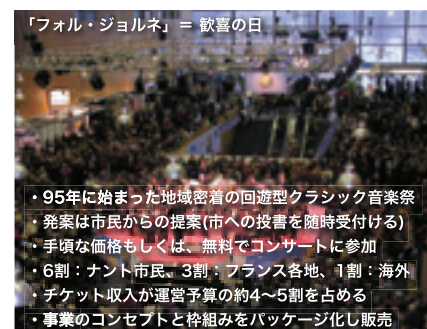 「フォル・ジョルネ」＝ 歓喜の日
・95年に始まった地域密着の回遊型クラシック音楽祭
・発案は市民からの提案(市への投書を随時受付ける)
・手頃な価格もしくは、無料でコンサートに参加
・6割：ナント市民、3割：フランス各地、1割：海外
・チケット収入が運営予算の約4〜5割を占める
・事業のコンセプトと枠組みをパッケージ化し販売